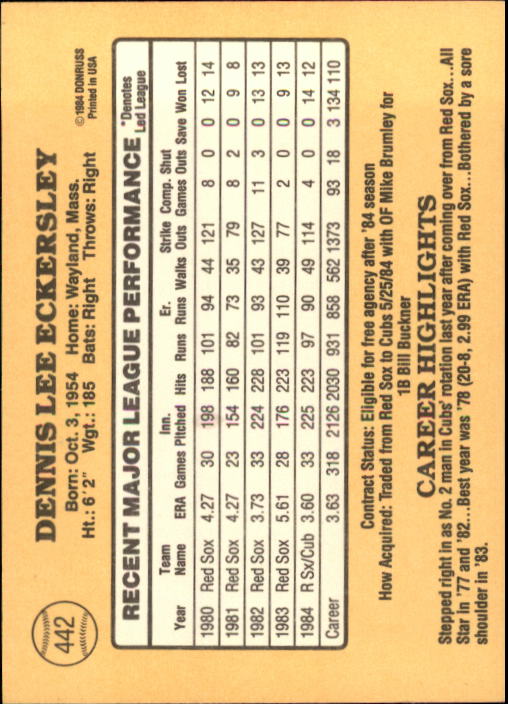 442
DENNIS LEE ECKERSLEY
Born: Oct. 3, 1954 Home: Wayland, Mass.
Ht.: 6' 2" Wgt.: 185 Bats: Right Throws: Right
©1984 DONRUSS
Printed in USA
RECENT MAJOR LEAGUE PERFORMANCE *Denotes Led League
Team Inn. Er. Strike Comp. Shut
Year Name ERA Games Pitched Hits Runs Runs Walks Outs Games Outs Save Won Lost
1980 Red Sox 4.27 30 198 188 101 94 44 121 8 0 0 12 14
1981 Red Sox 4.27 23 154 160 82 73 35 79 8 2 0 9 8
1982 Red Sox 3.73 33 224 228 101 93 43 127 11 3 0 13 13
1983 Red Sox 5.61 28 176 223 119 110 39 77 2 0 0 9 13
1984 R Sx/Cub 3.60 33 225 223 97 90 49 114 4 0 0 14 12
Career 3.63 318 2126 2030 931 858 562 1373 93 18 3 134 110
Contract Status: Eligible for free agency after '84 season
How Acquired: Traded from Red Sox to Cubs 5/25/84 with OF Mike Brumley for
1B Bill Buckner
CAREER HIGHLIGHTS
Stepped right in as No. 2 man in Cubs' rotation last year after coming over from Red Sox...All
Star in '77 and '82...Best year was '78 (20-8, 2.99 ERA) with Red Sox...Bothered by a sore
shoulder in '83.